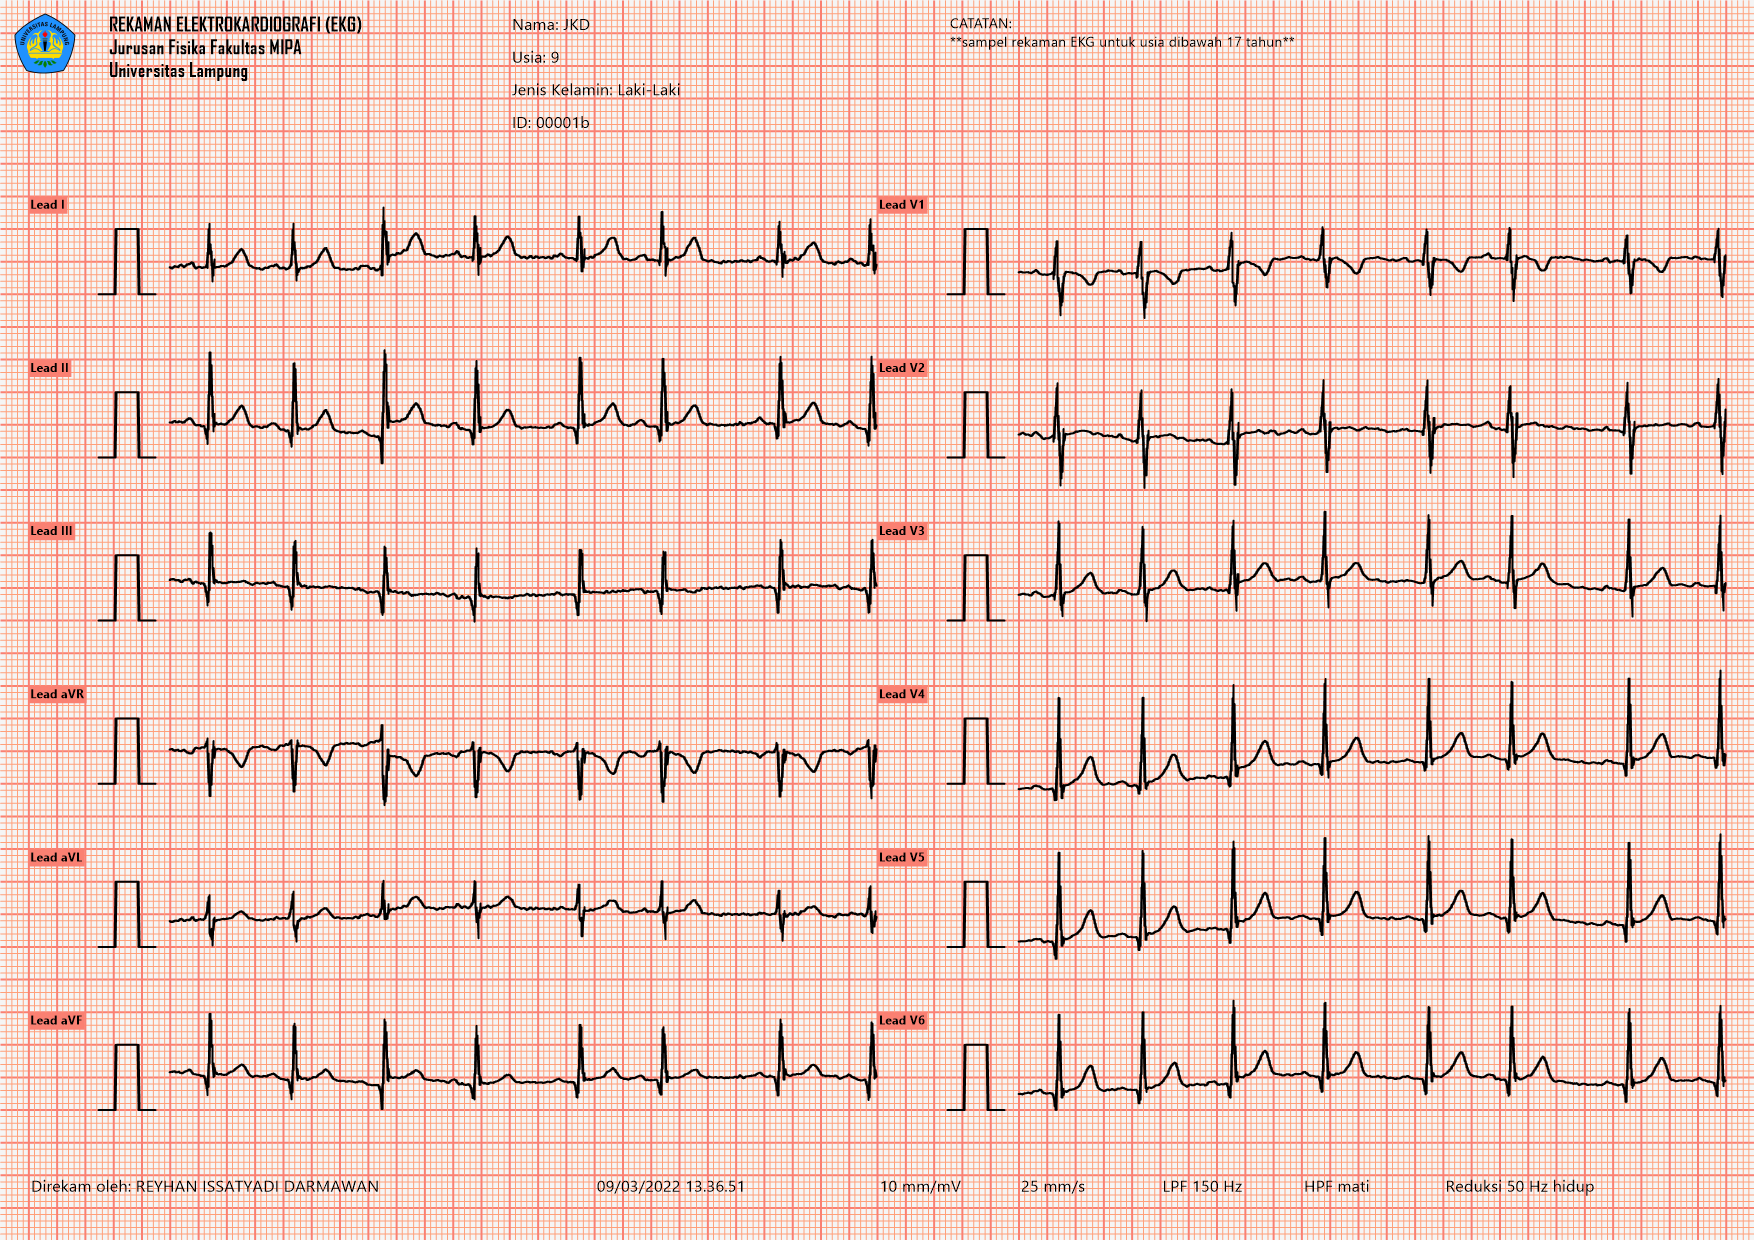 REKAMAN ELEKTROKARDIOGRAFI (EKG)
Jurusan Fisika Fakultas MIPA
Universitas Lampung
UNIVERSITAS LAMPUNG
Nama: JKD
Usia: 9
Jenis Kelamin: Laki-Laki
ID: 00001b
CATATAN:
**sampel rekaman EKG untuk usia dibawah 17 tahun**
Lead I
Lead V1
Lead II
Lead V2
Lead III
Lead V3
Lead aVR
Lead V4
Lead aVL
Lead V5
Lead aVF
Lead V6
Direkam oleh: REYHAN ISSATYADI DARMAWAN
09/03/2022 13.36.51
10 mm/mV
25 mm/s
LPF 150 Hz
HPF mati
Reduksi 50 Hz hidup